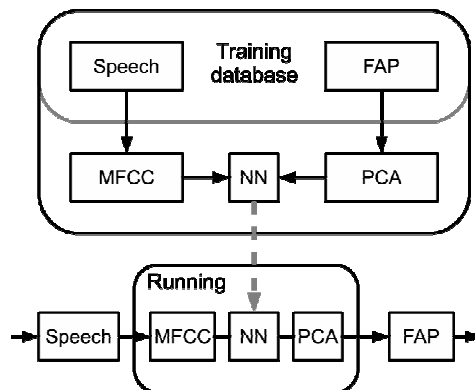 Speech
Training
database
FAP
MFCC
NN
PCA
Running
Speech
MFCC
NN
PCA
FAP